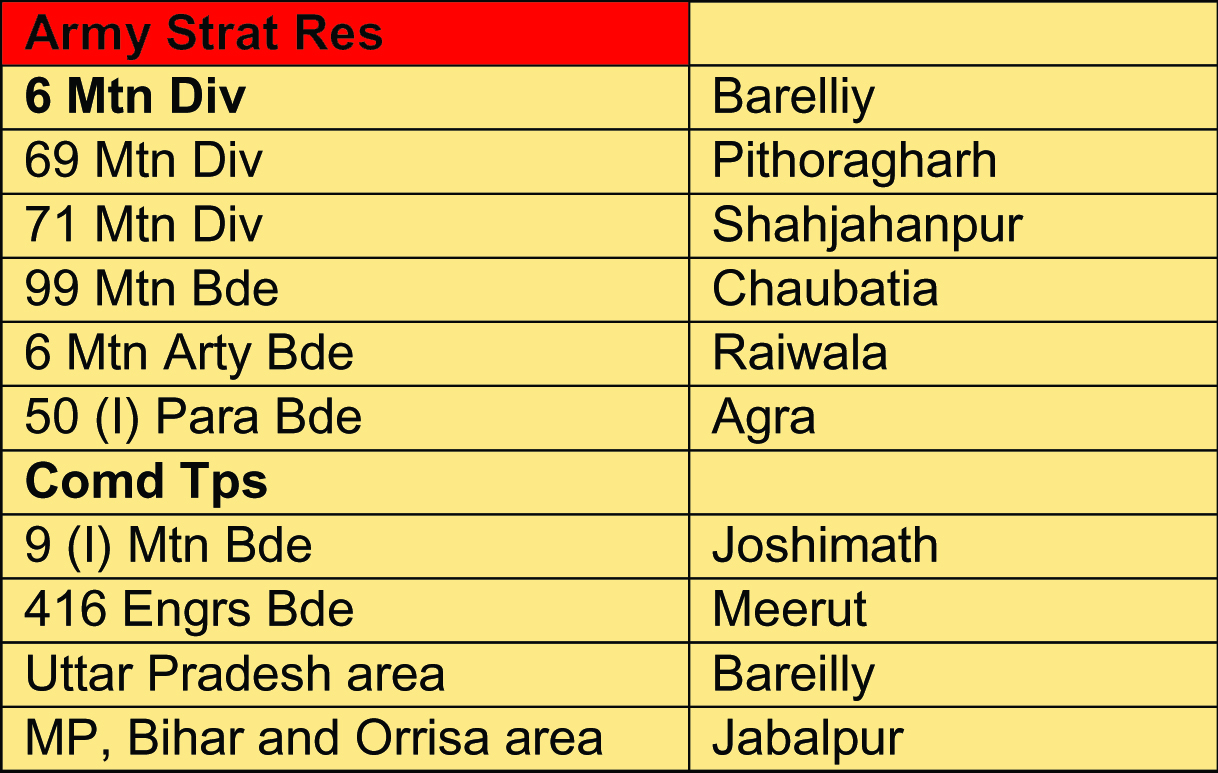 Army Strat Res
6 Mtn Div Barelliy
69 Mtn Div Pithoragharh
71 Mtn Div Shahjahanpur
99 Mtn Bde Chaubatia
6 Mtn Arty Bde Raiwala
50 (I) Para Bde Agra
Comd Tps
9 (I) Mtn Bde Joshimath
416 Engrs Bde Meerut
Uttar Pradesh area Bareilly
MP, Bihar and Orrisa area Jabalpur